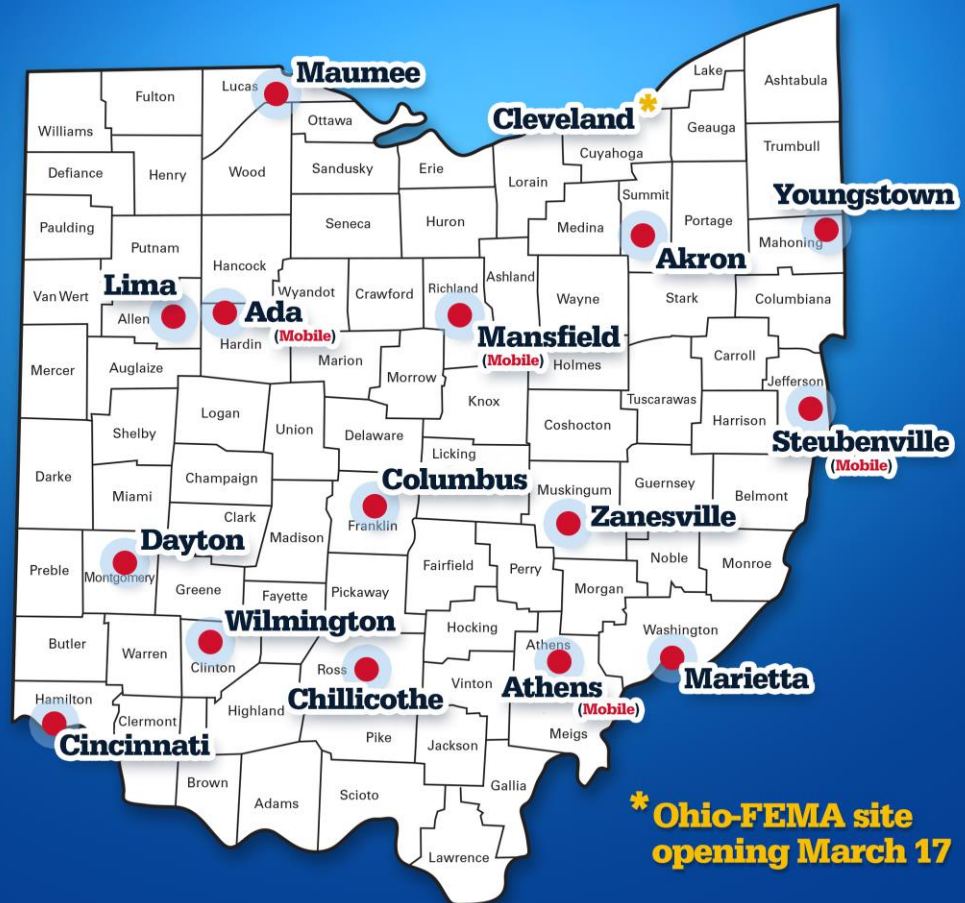 Maumee
Lucas
Fulton
Williams
Ottawa
Lake
Ashtabula
Cleveland *
Geauga
Cuyahoga
Trumbull
Defiance
Henry
Wood
Sandusky
Erie
Lorain
Summit
Youngstown
Paulding
Seneca
Huron
Medina
Portage
Mahoning
Putnam
Hancock
Akron
Lima
Van Wert
Allen
Ada
(Mobile)
Hardin
Wyandot
Crawford
Richland
Ashland
Wayne
Stark
Columbiana
Mansfield
(Mobile)
Holmes
Mercer
Auglaize
Marion
Morrow
Carroll
Jefferson
Knox
Tuscarawas
Harrison
Logan
Union
Shelby
Delaware
Coshocton
Steubenville
(Mobile)
Licking
Darke
Champaign
Columbus
Muskingum
Guernsey
Belmont
Miami
Clark
Franklin
Zanesville
Madison
Dayton
Preble
Montgomery
Greene
Fayette
Pickaway
Fairfield
Perry
Noble
Monroe
Morgan
Wilmington
Hocking
Athens
Washington
Butler
Warren
Clinton
Ross
Chillicothe
Vinton
Athens
(Mobile)
Marietta
Hamilton
Clermont
Highland
Cincinnati
Pike
Jackson
Meigs
Brown
Adams
Scioto
Gallia
Lawrence
* Ohio-FEMA site
opening March 17